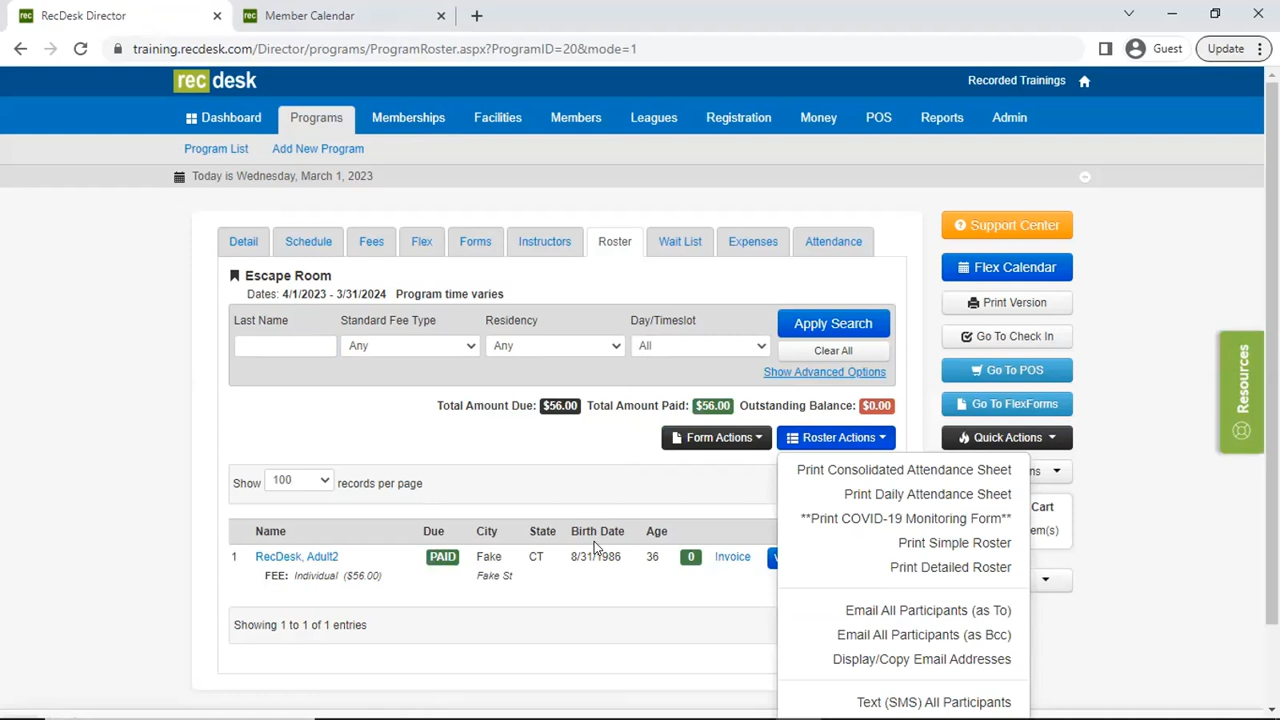 rec RecDesk Director
rec Member Calendar
training.recdesk.com/Director/programs/ProgramRoster.aspx?ProgramID=20&mode=1
Guest
Update
rec desk
Recorded Trainings
Dashboard Programs Memberships Facilities Members Leagues Registration Money POS Reports Admin
Program List Add New Program
Today is Wednesday, March 1, 2023
Detail Schedule Fees Flex Forms Instructors Roster Wait List Expenses Attendance
Escape Room
Dates: 4/1/2023 - 3/31/2024 Program time varies
Last Name Standard Fee Type Residency Day/Timeslot
Any Any All
Apply Search
Clear All
Show Advanced Options
Total Amount Due: $56.00 Total Amount Paid: $56.00 Outstanding Balance: $0.00
Form Actions Roster Actions
Show 100 records per page
Name Due City State Birth Date Age
1 RecDesk, Adult2 PAID Fake CT 8/31/1986 36 0 Invoice
FEE: Individual ($56.00) Fake St
Showing 1 to 1 of 1 entries
Print Consolidated Attendance Sheet
Print Daily Attendance Sheet
**Print COVID-19 Monitoring Form**
Print Simple Roster
Print Detailed Roster
Email All Participants (as To)
Email All Participants (as Bcc)
Display/Copy Email Addresses
Text (SMS) All Participants
Support Center
Flex Calendar
Print Version
Go To Check In
Go To POS
Go To FlexForms
Quick Actions
ns
Cart
em(s)
Resources